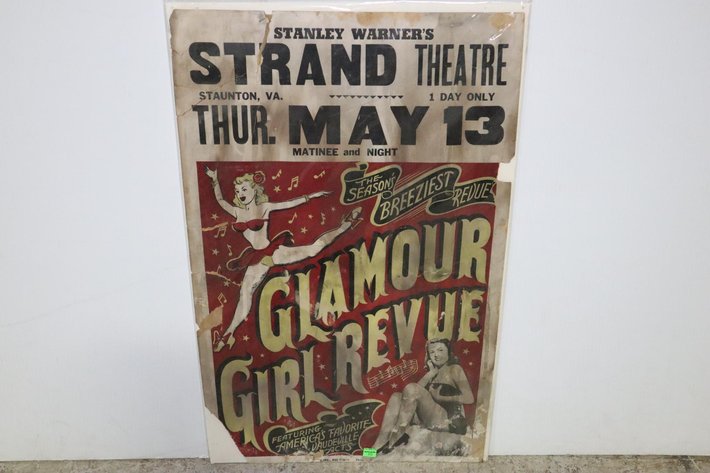 STANLEY WARNER'S
STRAND THEATRE
STAUNTON, VA. 1 DAY ONLY
THUR. MAY 13
MATINEE and NIGHT
THE SEASON'S
BREEZIEST
REVUE
GLAMOUR
GIRL REVUE
FEATURING
AMERICA'S FAVORITE
VAUDEVILLE
ACTS